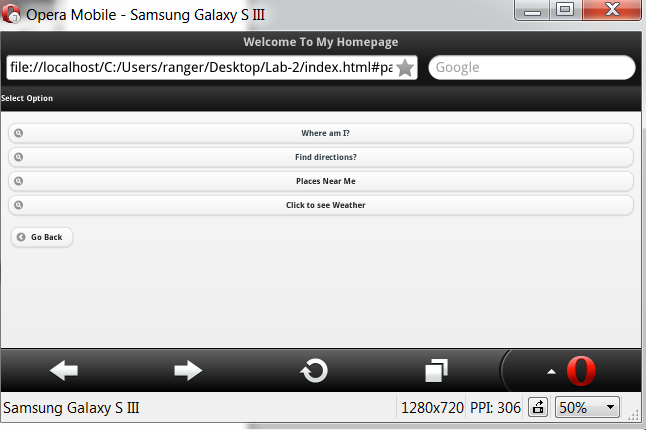 Opera Mobile - Samsung Galaxy S III
Welcome To My Homepage
file://localhost/C:/Users/ranger/Desktop/Lab-2/index.html#pa
Google
Select Option
Where am I?
Find directions?
Places Near Me
Click to see Weather
Go Back
Samsung Galaxy S III 1280x720 PPI: 306 50%